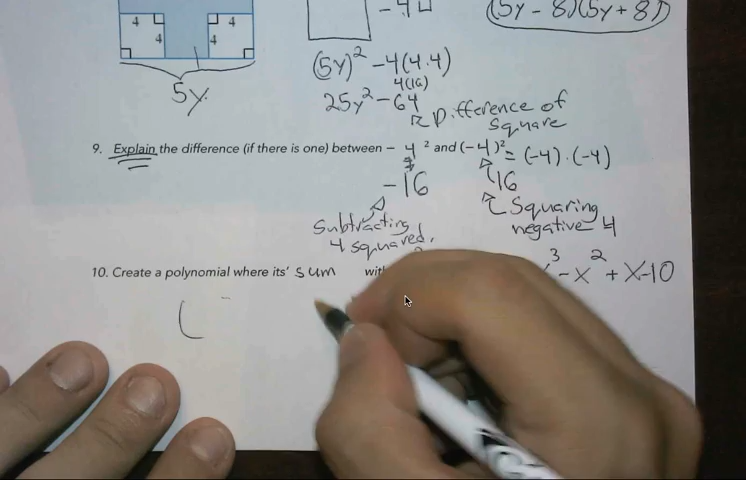 - 4
(5y - 8)(5y + 8)
4 4
4 4
5y
(5y)² - 4(4·4)
4(16)
25y² - 64
Difference of
Square
9. Explain the difference (if there is one) between - 4 ² and (-4)² = (-4)·(-4)
-16
16
Subtracting
4 squared.
Squaring
negative 4
10. Create a polynomial where its' sum
³ - x² + x-10
(